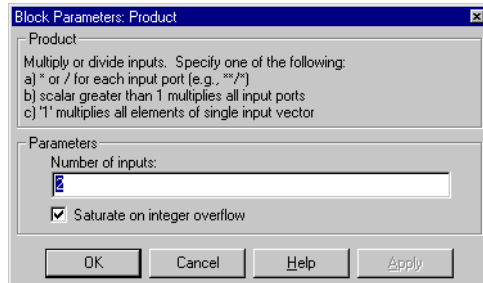 Block Parameters: Product
Product
Multiply or divide inputs. Specify one of the following:
a) * or / for each input port (e.g., **/*)
b) scalar greater than 1 multiplies all input ports
c) '1' multiplies all elements of single input vector
Parameters
Number of inputs:
2
Saturate on integer overflow
OK Cancel Help Apply